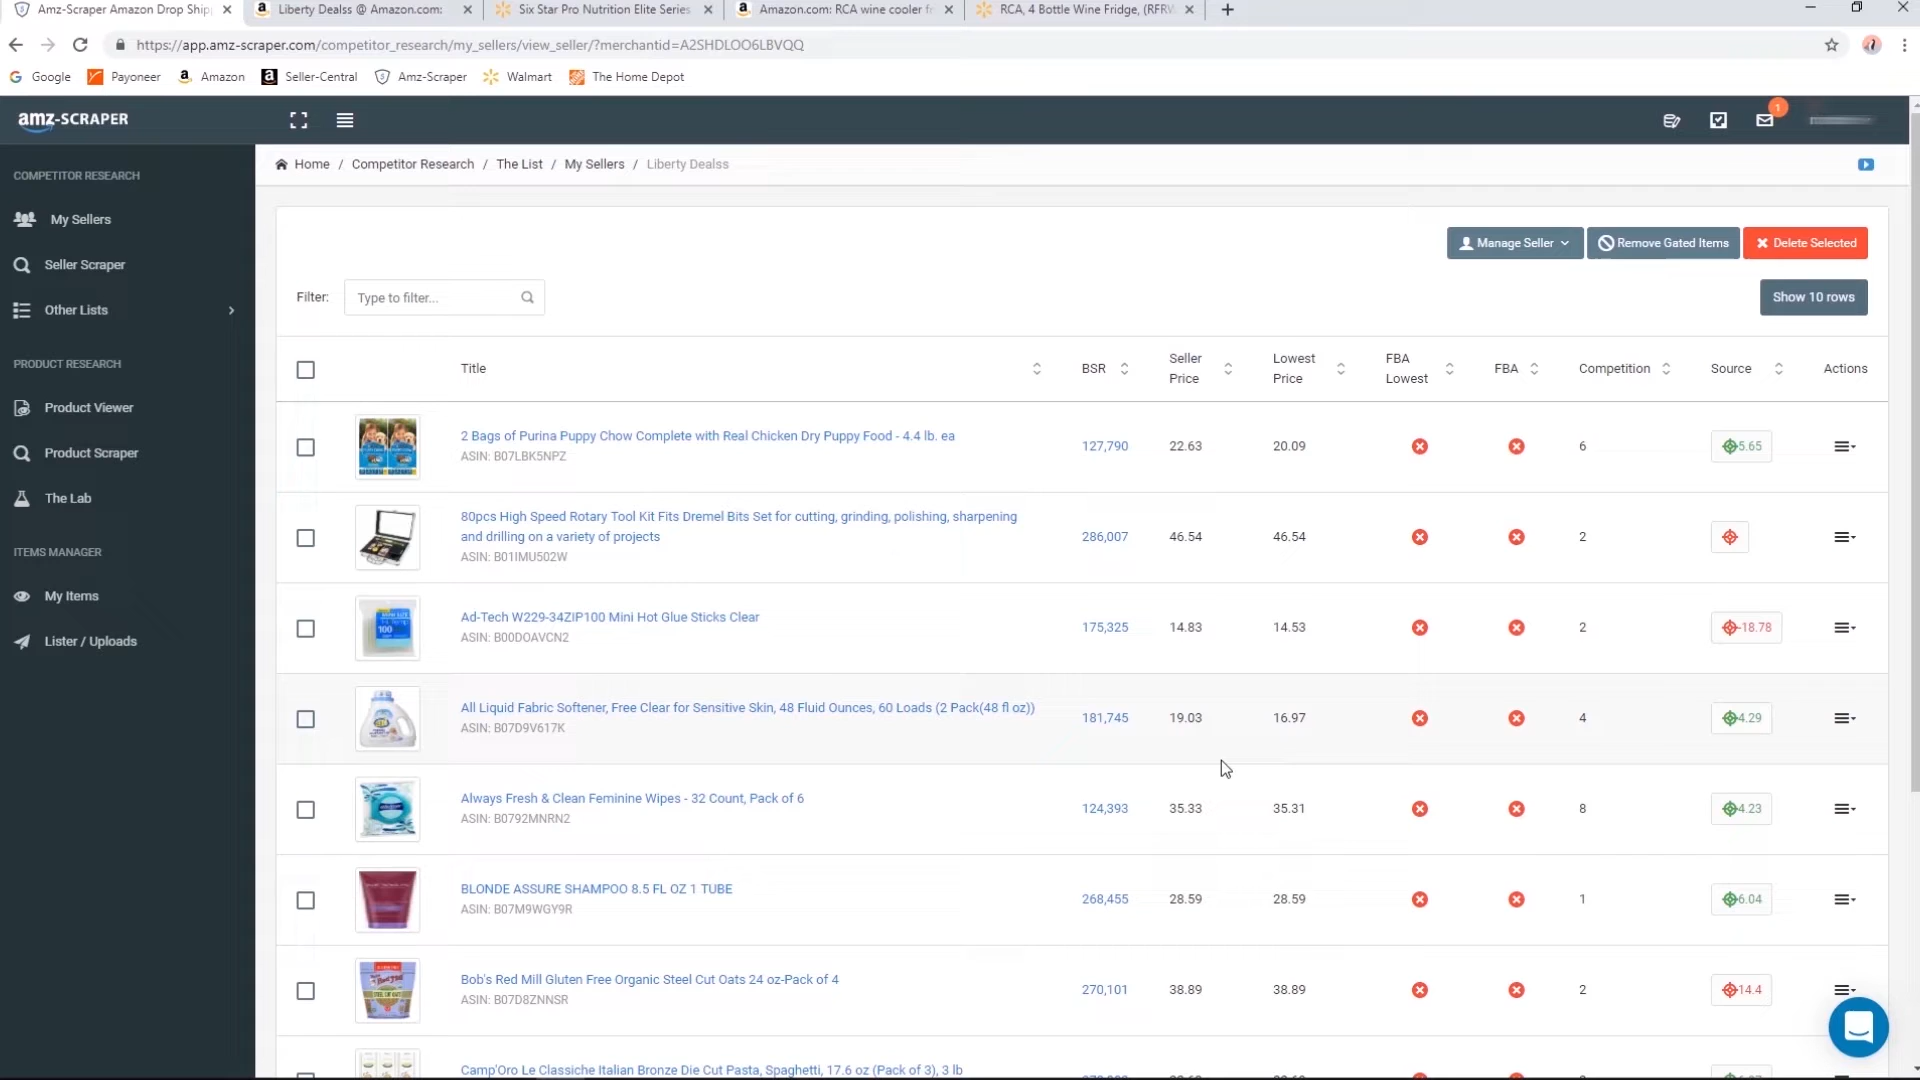 Amz-Scraper Amazon Drop Ship
Liberty Dealss @ Amazon.com:
Six Star Pro Nutrition Elite Series
Amazon.com: RCA wine cooler fr
RCA, 4 Bottle Wine Fridge, (RFRW
https://app.amz-scraper.com/competitor_research/my_sellers/view_seller/?merchantid=A2SHDLOO6LBVQQ
Google
Payoneer
Amazon
Seller-Central
Amz-Scraper
Walmart
The Home Depot
amz-SCRAPER
1
COMPETITOR RESEARCH
My Sellers
Seller Scraper
Other Lists
PRODUCT RESEARCH
Product Viewer
Product Scraper
The Lab
ITEMS MANAGER
My Items
Lister / Uploads
Home / Competitor Research / The List / My Sellers / Liberty Dealss
Manage Seller
Remove Gated Items
Delete Selected
Filter:
Type to filter...
Show 10 rows
Title
BSR
Seller Price
Lowest Price
FBA Lowest
FBA
Competition
Source
Actions
2 Bags of Purina Puppy Chow Complete with Real Chicken Dry Puppy Food - 4.4 lb. ea
ASIN: B07LBK5NPZ
127,790 22.63 20.09 6 5.65
80pcs High Speed Rotary Tool Kit Fits Dremel Bits Set for cutting, grinding, polishing, sharpening
and drilling on a variety of projects
ASIN: B01IMU502W
286,007 46.54 46.54 2
Ad-Tech W229-34ZIP100 Mini Hot Glue Sticks Clear
ASIN: B00DOAVCN2
175,325 14.83 14.53 2 -18.78
All Liquid Fabric Softener, Free Clear for Sensitive Skin, 48 Fluid Ounces, 60 Loads (2 Pack(48 fl oz))
ASIN: B07D9V617K
181,745 19.03 16.97 4 4.29
Always Fresh & Clean Feminine Wipes - 32 Count, Pack of 6
ASIN: B0792MNRN2
124,393 35.33 35.31 8 4.23
BLONDE ASSURE SHAMPOO 8.5 FL OZ 1 TUBE
ASIN: B07M9WGY9R
268,455 28.59 28.59 1 6.04
Bob's Red Mill Gluten Free Organic Steel Cut Oats 24 oz-Pack of 4
ASIN: B07D8ZNNSR
270,101 38.89 38.89 2 14.4
Camp'Oro Le Classiche Italian Bronze Die Cut Pasta, Spaghetti, 17.6 oz (Pack of 3), 3 lb